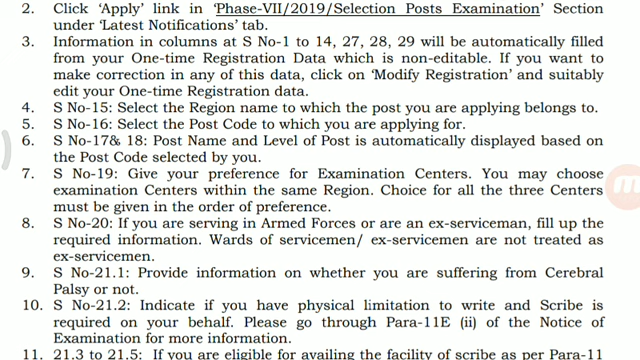 2. Click ‘Apply’ link in ‘Phase-VII/2019/Selection Posts Examination’ Section
under ‘Latest Notifications’ tab.
3. Information in columns at S No-1 to 14, 27, 28, 29 will be automatically filled
from your One-time Registration Data which is non-editable. If you want to
make correction in any of this data, click on ‘Modify Registration’ and suitably
edit your One-time Registration data.
4. S No-15: Select the Region name to which the post you are applying belongs to.
5. S No-16: Select the Post Code to which you are applying for.
6. S No-17& 18: Post Name and Level of Post is automatically displayed based on
the Post Code selected by you.
7. S No-19: Give your preference for Examination Centers. You may choose
examination Centers within the same Region. Choice for all the three Centers
must be given in the order of preference.
8. S No-20: If you are serving in Armed Forces or are an ex-serviceman, fill up the
required information. Wards of servicemen/ ex-servicemen are not treated as
ex-servicemen.
9. S No-21.1: Provide information on whether you are suffering from Cerebral
Palsy or not.
10. S No-21.2: Indicate if you have physical limitation to write and Scribe is
required on your behalf. Please go through Para-11E (ii) of the Notice of
Examination for more information.
11. 21.3 to 21.5: If you are eligible for availing the facility of scribe as per Para-11